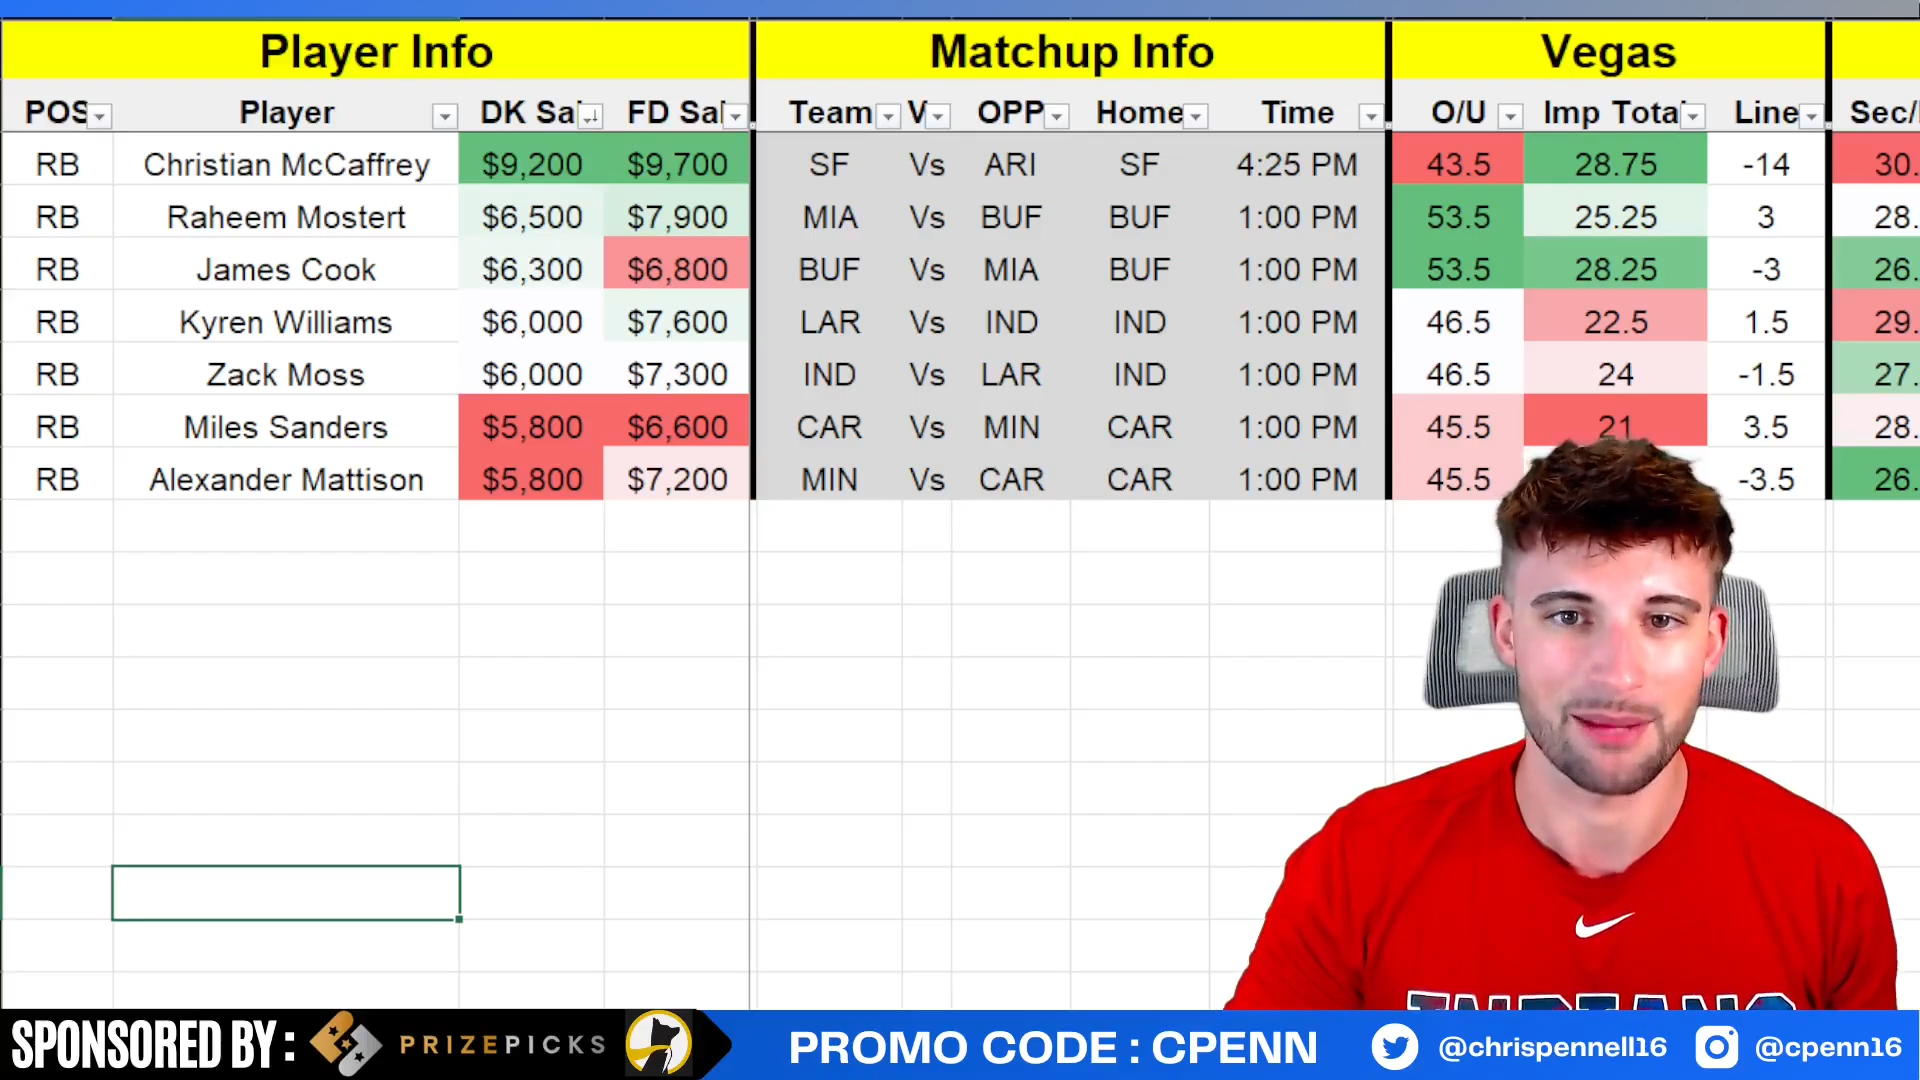 Player Info Matchup Info Vegas
POS Player DK Sal FD Sal Team V OPP Home Time O/U Imp Tota Line Sec/
RB Christian McCaffrey $9,200 $9,700 SF Vs ARI SF 4:25 PM 43.5 28.75 -14 30.
RB Raheem Mostert $6,500 $7,900 MIA Vs BUF BUF 1:00 PM 53.5 25.25 3 28.
RB James Cook $6,300 $6,800 BUF Vs MIA BUF 1:00 PM 53.5 28.25 -3 26.
RB Kyren Williams $6,000 $7,600 LAR Vs IND IND 1:00 PM 46.5 22.5 1.5 29.
RB Zack Moss $6,000 $7,300 IND Vs LAR IND 1:00 PM 46.5 24 -1.5 27.
RB Miles Sanders $5,800 $6,600 CAR Vs MIN CAR 1:00 PM 45.5 21 3.5 28.
RB Alexander Mattison $5,800 $7,200 MIN Vs CAR CAR 1:00 PM 45.5 -3.5 26.
INDIANS
SPONSORED BY : PRIZEPICKS PROMO CODE : CPENN @chrispennell16 @cpenn16